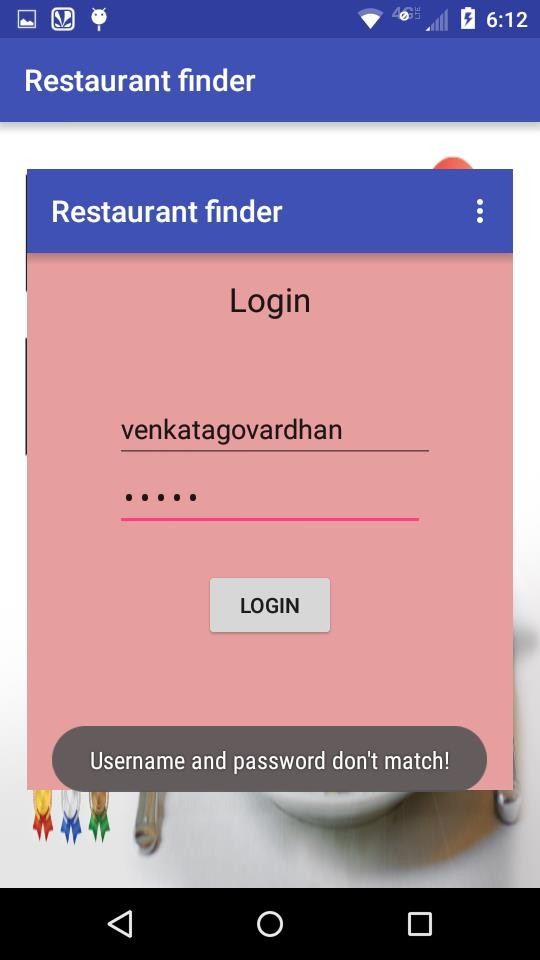 6:12
Restaurant finder
Restaurant finder
Login
venkatagovardhan
•••••
LOGIN
Username and password don't match!